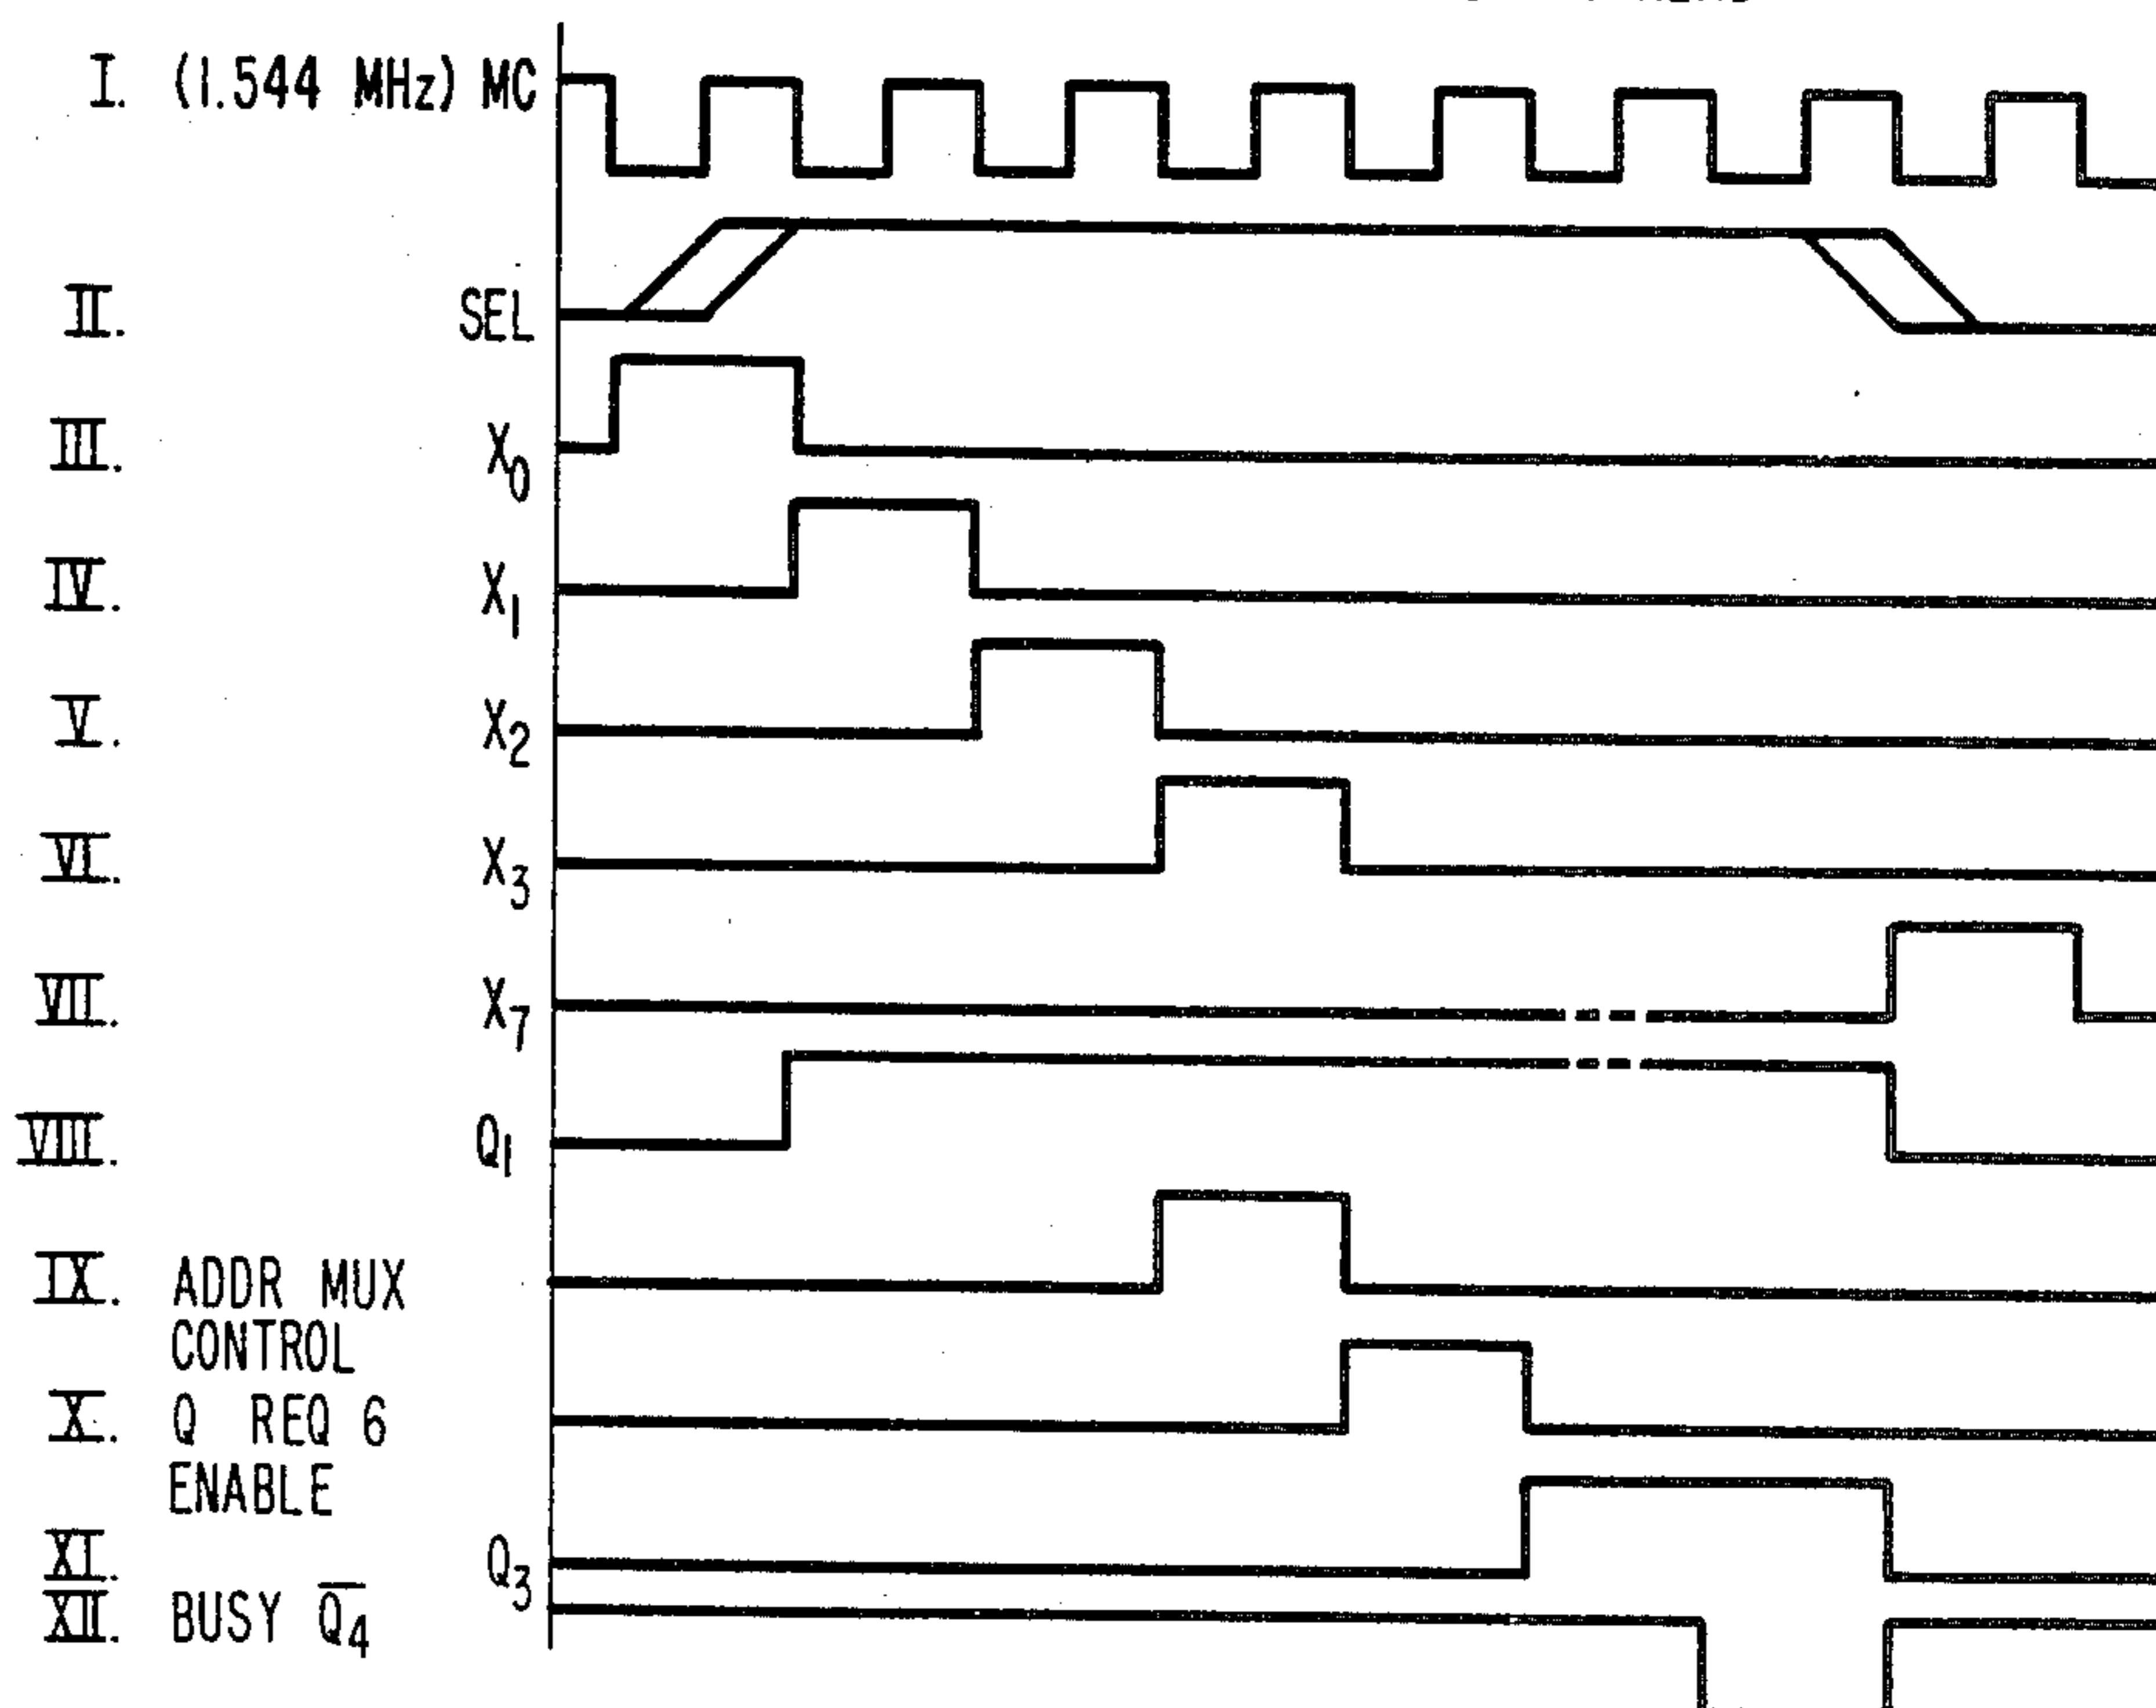 I. (1.544 MHz) MC
II. SEL
III. X0
IV. X1
V. X2
VI. X3
VII. X7
VIII. Q1
IX. ADDR MUX
CONTROL
X. Q REQ 6
ENABLE
XI. Q3
XII. BUSY Q̅4